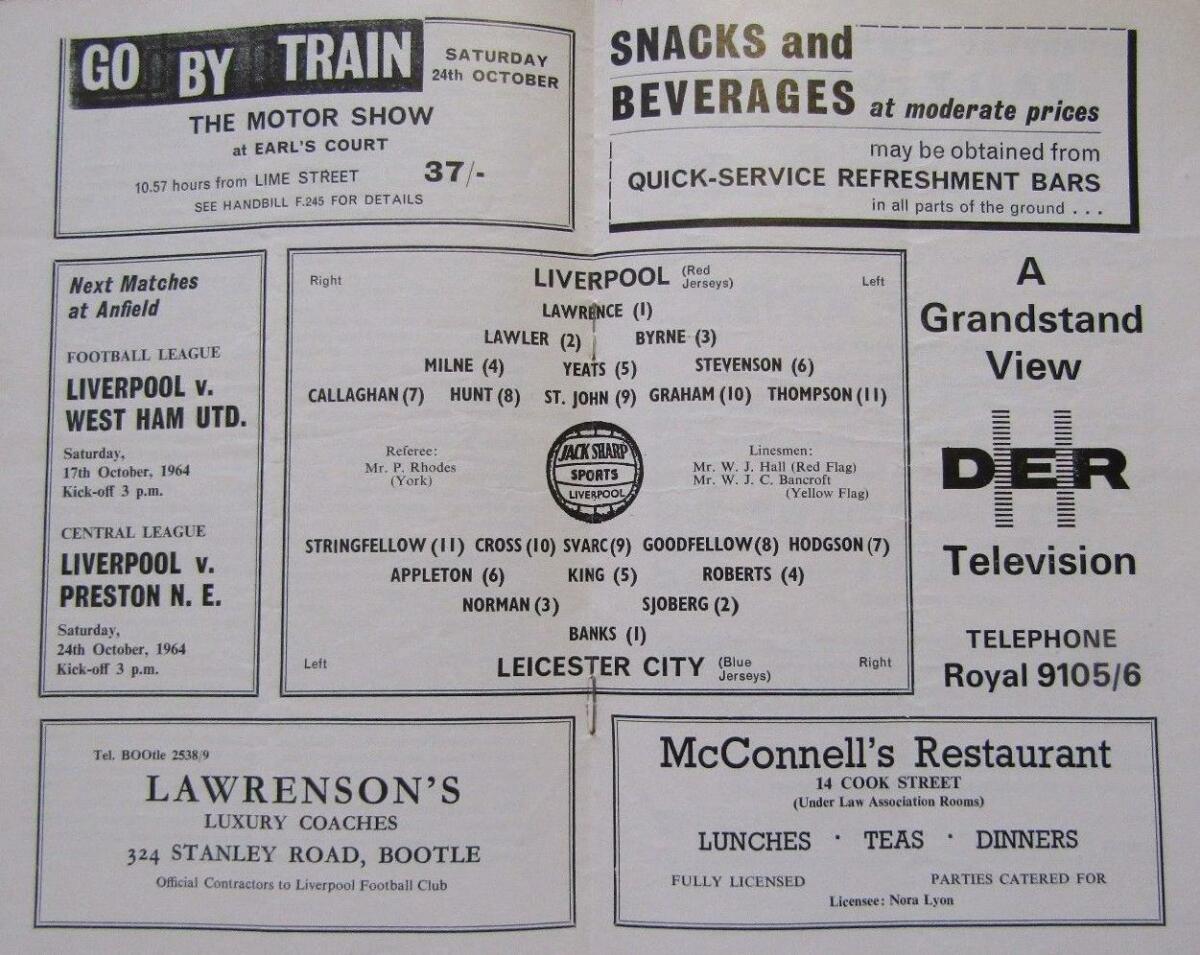 GO BY TRAIN
SATURDAY
24th OCTOBER
THE MOTOR SHOW
at EARL'S COURT
10.57 hours from LIME STREET 37/-
SEE HANDBILL F.245 FOR DETAILS
SNACKS and
BEVERAGES at moderate prices
may be obtained from
QUICK-SERVICE REFRESHMENT BARS
in all parts of the ground . . .
Next Matches
at Anfield
FOOTBALL LEAGUE
LIVERPOOL v.
WEST HAM UTD.
Saturday,
17th October, 1964
Kick-off 3 p.m.
CENTRAL LEAGUE
LIVERPOOL v.
PRESTON N. E.
Saturday,
24th October, 1964
Kick-off 3 p.m.
Right LIVERPOOL (Red Jerseys) Left
LAWRENCE (1)
LAWLER (2) BYRNE (3)
MILNE (4) YEATS (5) STEVENSON (6)
CALLAGHAN (7) HUNT (8) ST. JOHN (9) GRAHAM (10) THOMPSON (11)
Referee:
Mr. P. Rhodes
(York)
JACK SHARP
SPORTS
LIVERPOOL
Linesmen:
Mr. W. J. Hall (Red Flag)
Mr. W. J. C. Bancroft
(Yellow Flag)
STRINGFELLOW (11) CROSS (10) SVARC (9) GOODFELLOW (8) HODGSON (7)
APPLETON (6) KING (5) ROBERTS (4)
NORMAN (3) SJOBERG (2)
BANKS (1)
Left LEICESTER CITY (Blue Jerseys) Right
A
Grandstand
View
DER
Television
TELEPHONE
Royal 9105/6
Tel. BOOtle 2538/9
LAWRENSON'S
LUXURY COACHES
324 STANLEY ROAD, BOOTLE
Official Contractors to Liverpool Football Club
McConnell's Restaurant
14 COOK STREET
(Under Law Association Rooms)
LUNCHES · TEAS · DINNERS
FULLY LICENSED PARTIES CATERED FOR
Licensee: Nora Lyon